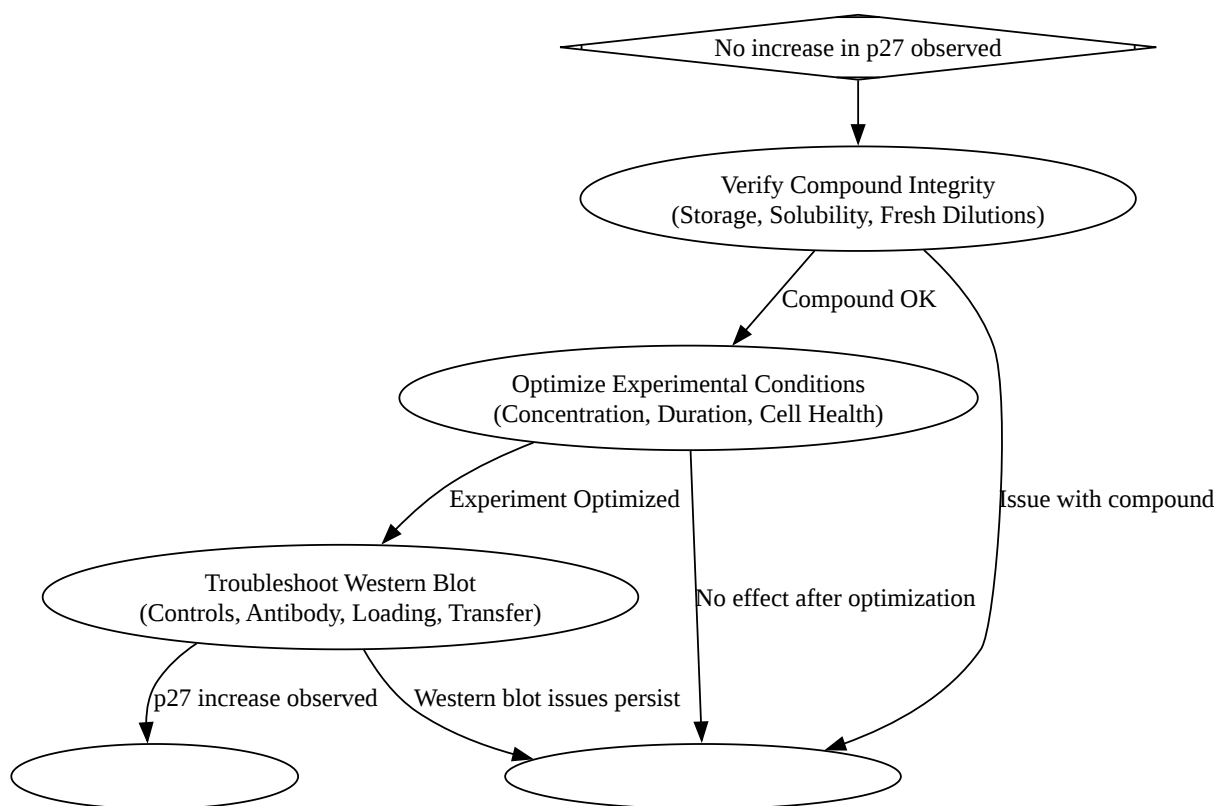 No increase in p27 observed
Verify Compound Integrity
(Storage, Solubility, Fresh Dilutions)
Compound OK
Optimize Experimental Conditions
(Concentration, Duration, Cell Health)
Experiment Optimized
Issue with compound
Troubleshoot Western Blot
(Controls, Antibody, Loading, Transfer)
No effect after optimization
p27 increase observed
Western blot issues persist